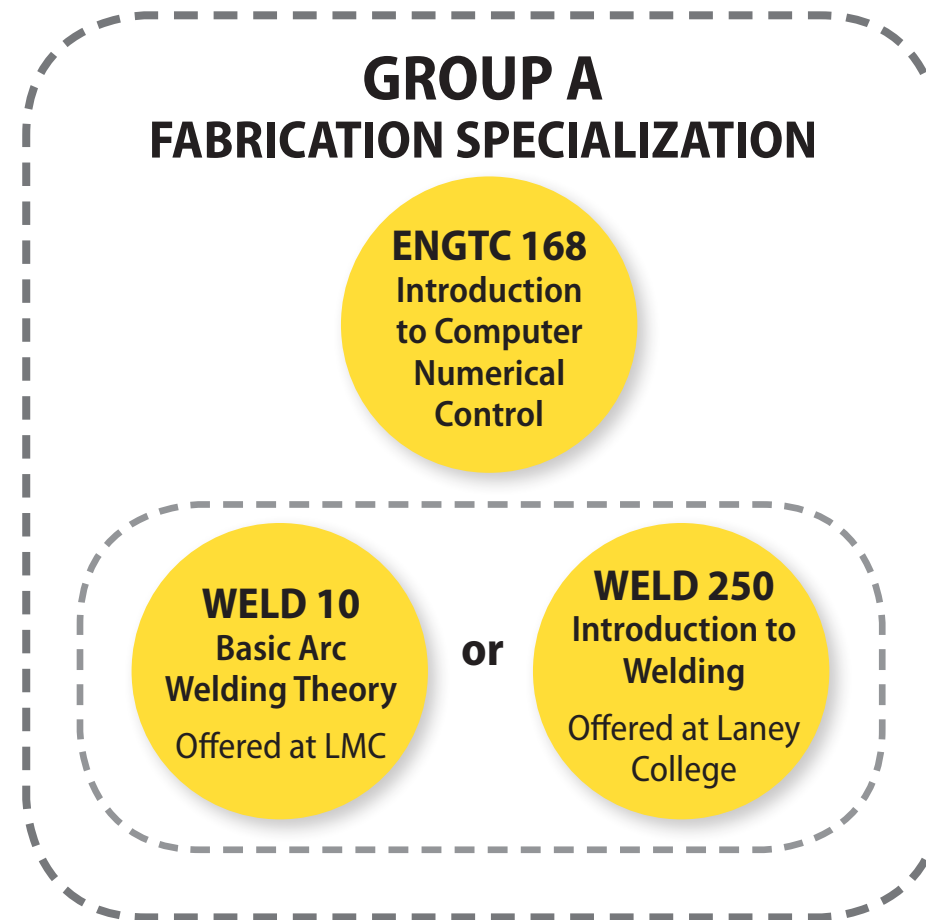 GROUP A
FABRICATION SPECIALIZATION
ENGTC 168
Introduction
to Computer
Numerical
Control
WELD 10
Basic Arc
Welding Theory
Offered at LMC
or
WELD 250
Introduction to
Welding
Offered at Laney
College